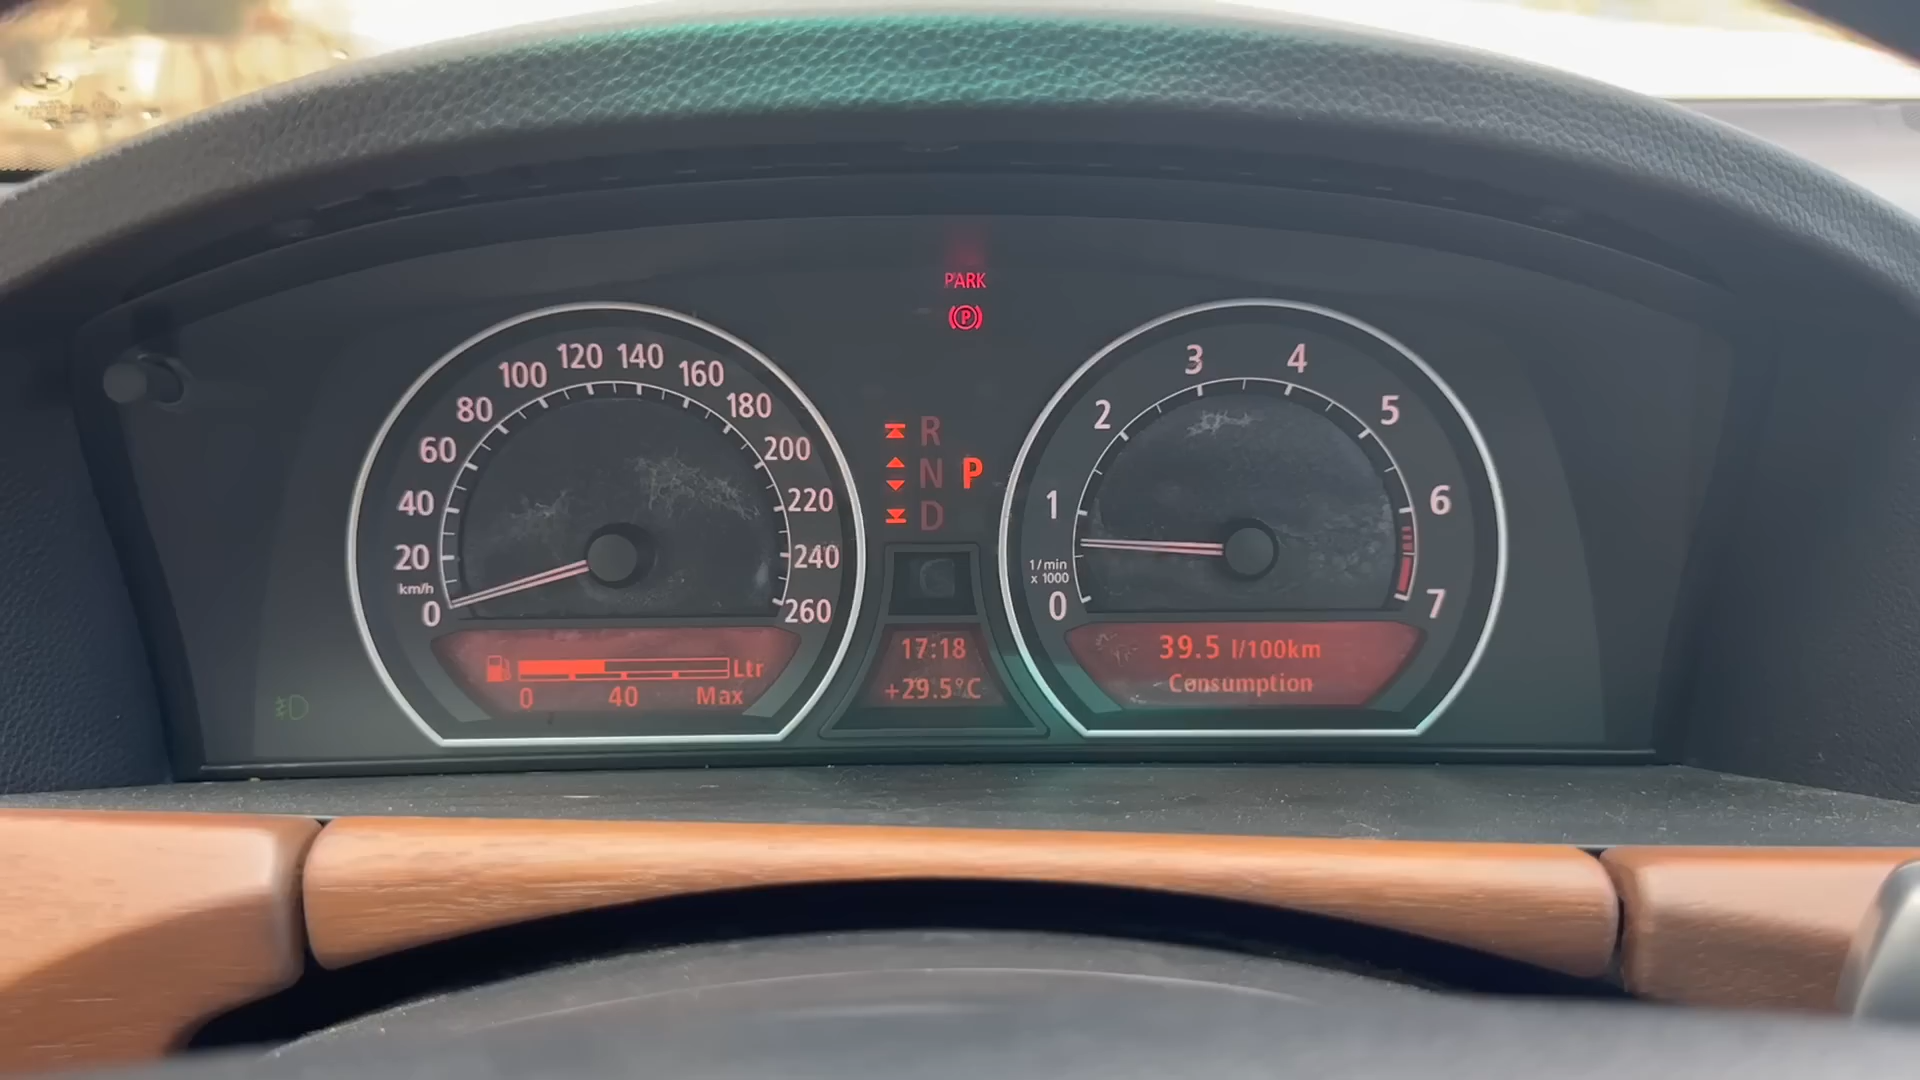 PARK
P
100 120 140 160
80 180
60 200
40 220
20 240
km/h
0 260
R
N P
D
3 4
2 5
1 6
1/min
x 1000
0 7
Ltr
0 40 Max
17:18
+29.5°C
39.5 l/100km
Consumption